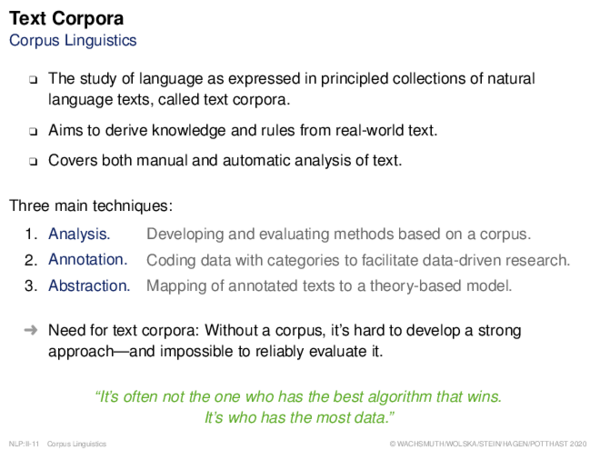 Text Corpora
Corpus Linguistics
❑ The study of language as expressed in principled collections of natural
language texts, called text corpora.
❑ Aims to derive knowledge and rules from real-world text.
❑ Covers both manual and automatic analysis of text.
Three main techniques:
1. Analysis. Developing and evaluating methods based on a corpus.
2. Annotation. Coding data with categories to facilitate data-driven research.
3. Abstraction. Mapping of annotated texts to a theory-based model.
➜ Need for text corpora: Without a corpus, it’s hard to develop a strong
approach—and impossible to reliably evaluate it.
“It’s often not the one who has the best algorithm that wins.
It’s who has the most data.”
NLP:II-11 Corpus Linguistics © WACHSMUTH/WOLSKA/STEIN/HAGEN/POTTHAST 2020